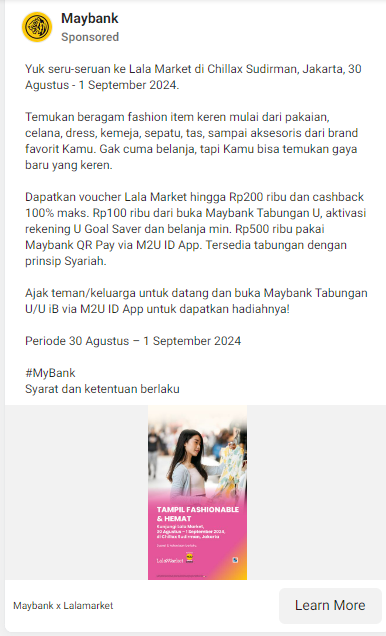 Maybank
Sponsored
Yuk seru-seruan ke Lala Market di Chillax Sudirman, Jakarta, 30
Agustus - 1 September 2024.
Temukan beragam fashion item keren mulai dari pakaian,
celana, dress, kemeja, sepatu, tas, sampai aksesoris dari brand
favorit Kamu. Gak cuma belanja, tapi Kamu bisa temukan gaya
baru yang keren.
Dapatkan voucher Lala Market hingga Rp200 ribu dan cashback
100% maks. Rp100 ribu dari buka Maybank Tabungan U, aktivasi
rekening U Goal Saver dan belanja min. Rp500 ribu pakai
Maybank QR Pay via M2U ID App. Tersedia tabungan dengan
prinsip Syariah.
Ajak teman/keluarga untuk datang dan buka Maybank Tabungan
U/U iB via M2U ID App untuk dapatkan hadiahnya!
Periode 30 Agustus – 1 September 2024
#MyBank
Syarat dan ketentuan berlaku
TAMPIL FASHIONABLE
& HEMAT
Kunjungi Lala Market,
30 Agustus – 1 September 2024,
di Chillax Sudirman, Jakarta
LalaMarket
Maybank x Lalamarket
Learn More